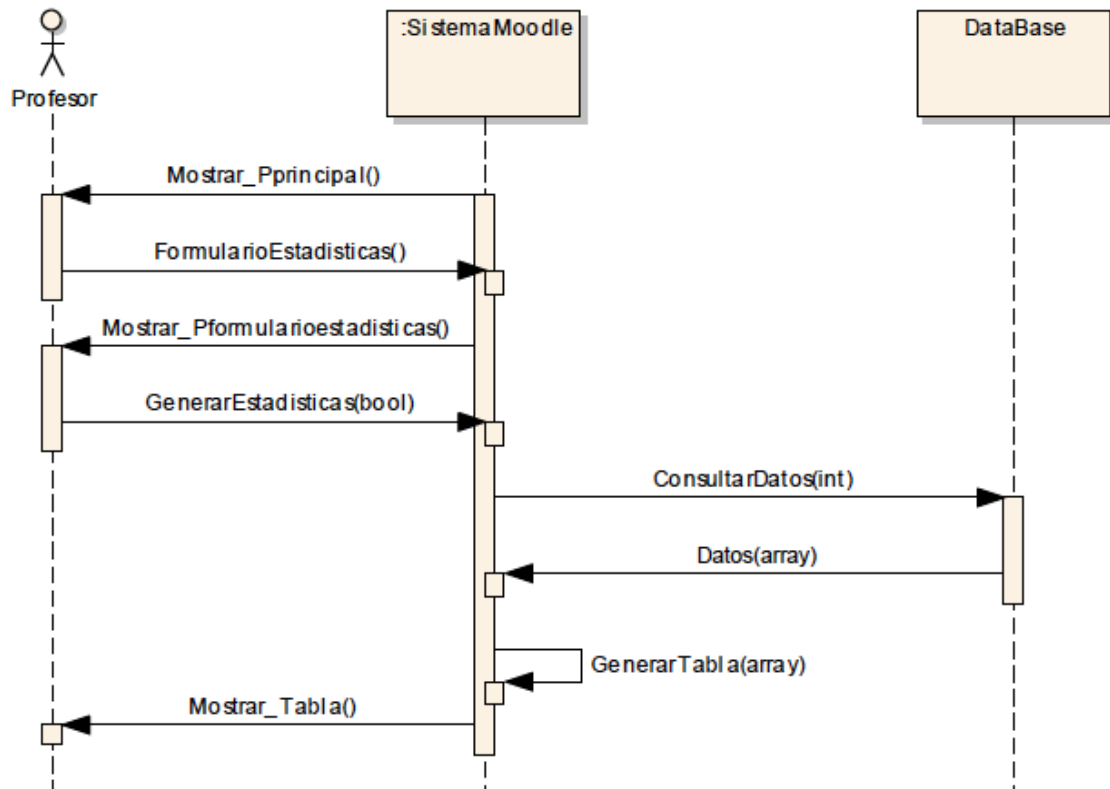 :SistemaMoodle
DataBase
Profesor
Mostrar_Pprincipal()
FormularioEstadisticas()
Mostrar_Pformularioestadisticas()
GenerarEstadisticas(bool)
ConsultarDatos(int)
Datos(array)
GenerarTabla(array)
Mostrar_Tabla()